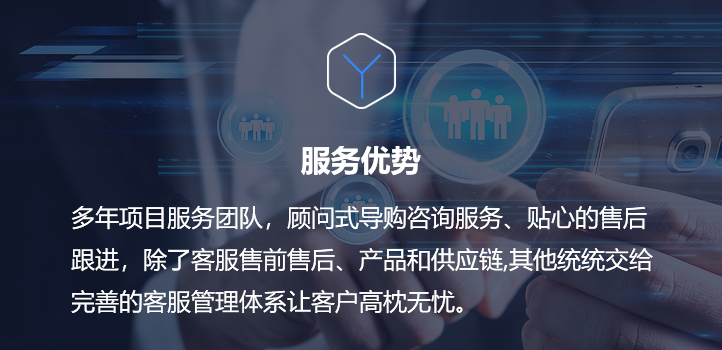 服务优势
多年项目服务团队，顾问式导购咨询服务、贴心的售后
跟进，除了客服售前售后、产品和供应链,其他统统交给
完善的客服管理体系让客户高枕无忧。